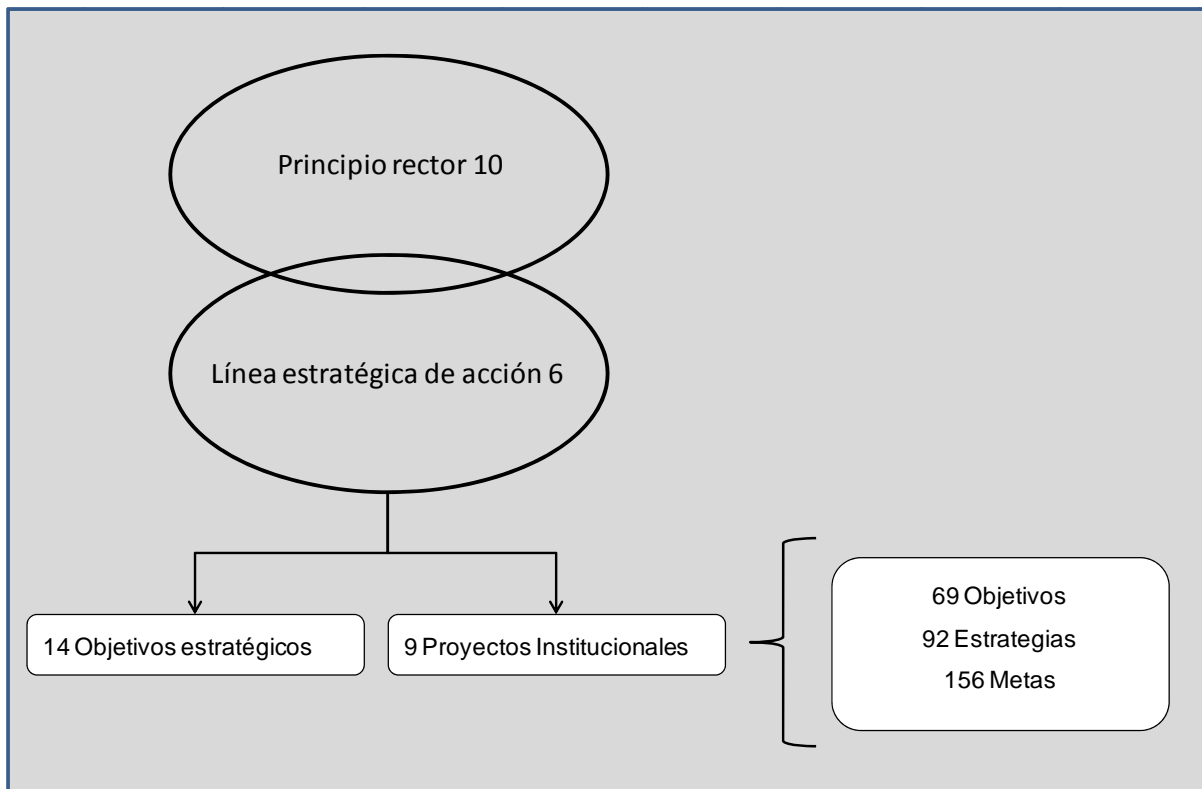 Principio rector 10
Línea estratégica de acción 6
14 Objetivos estratégicos
9 Proyectos Institucionales
69 Objetivos
92 Estrategias
156 Metas